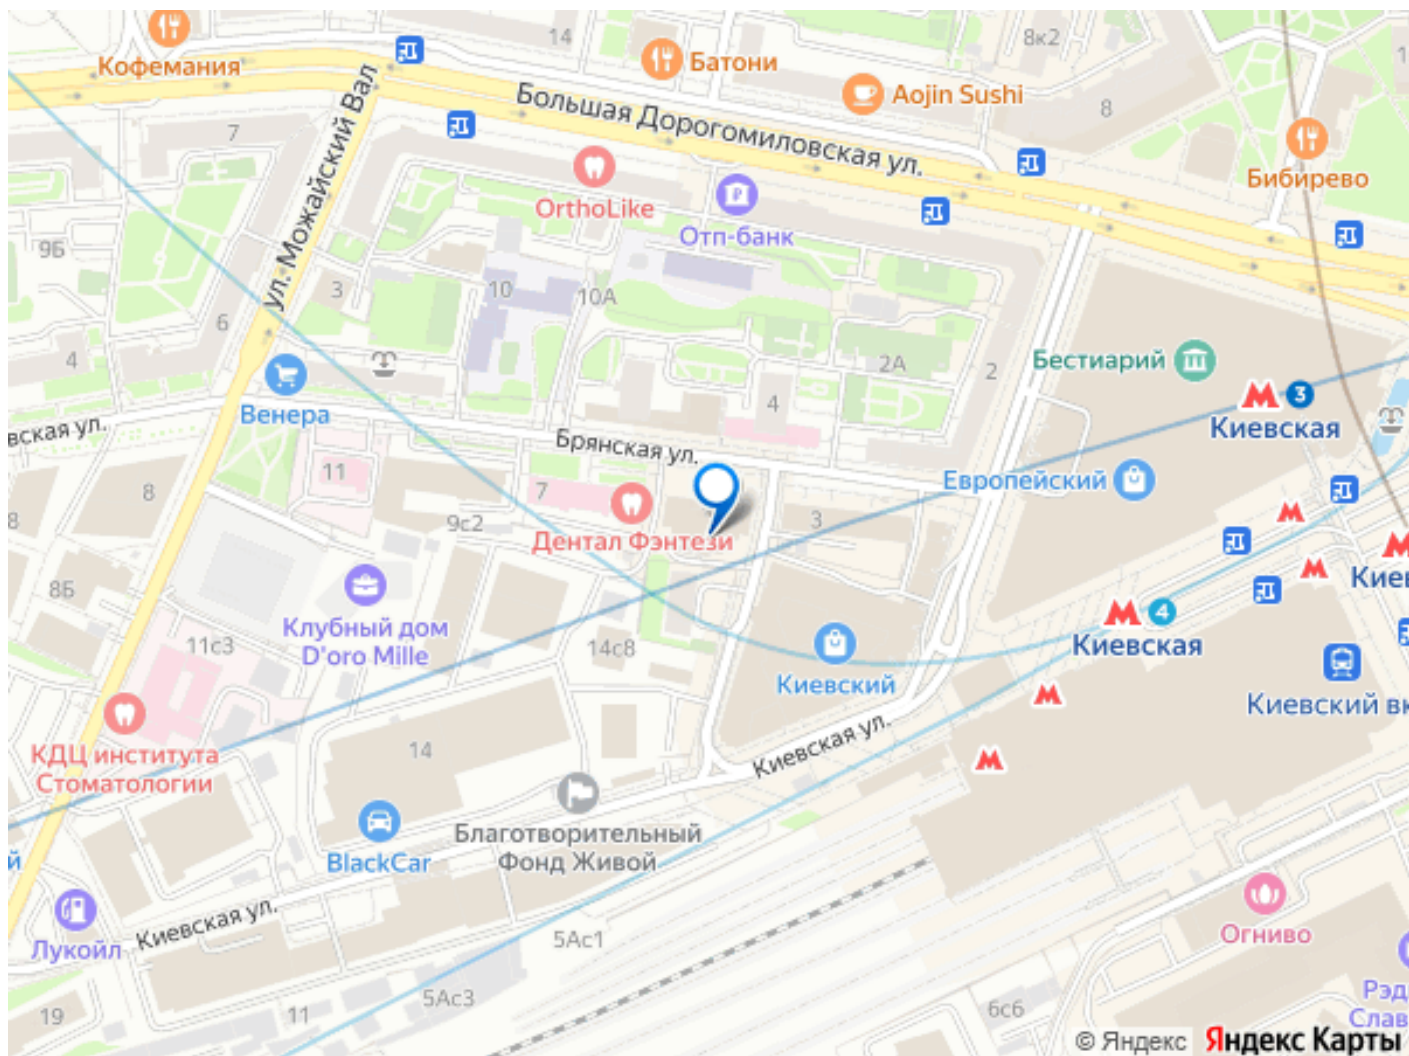 14
8к2
Кофемания
Батони
Aojin Sushi
Большая Дорогомиловская ул.
8
7
ул. Можайский Вал
OrthoLike
Бибирево
Отп-банк
9Б
3
10
10А
6
4
2А
2
Бестиарий
3
Киевская
Венера
4
вская ул.
Брянская ул.
Европейский
11
8
7
9с2
3
8
Дентал Фэнтези
8Б
Киев
Клубный дом
D'oro Mille
4
Киевская
11с3
14с8
Киевский
Киевский вк
КДЦ института
Стоматологии
14
Киевская ул.
Благотворительный
Фонд Живой
BlackCar
й
Киевская ул.
Лукойл
5Ас1
Огниво
5Ас3
11
19
6с6
Рэд
Слав
© Яндекс Яндекс Карты